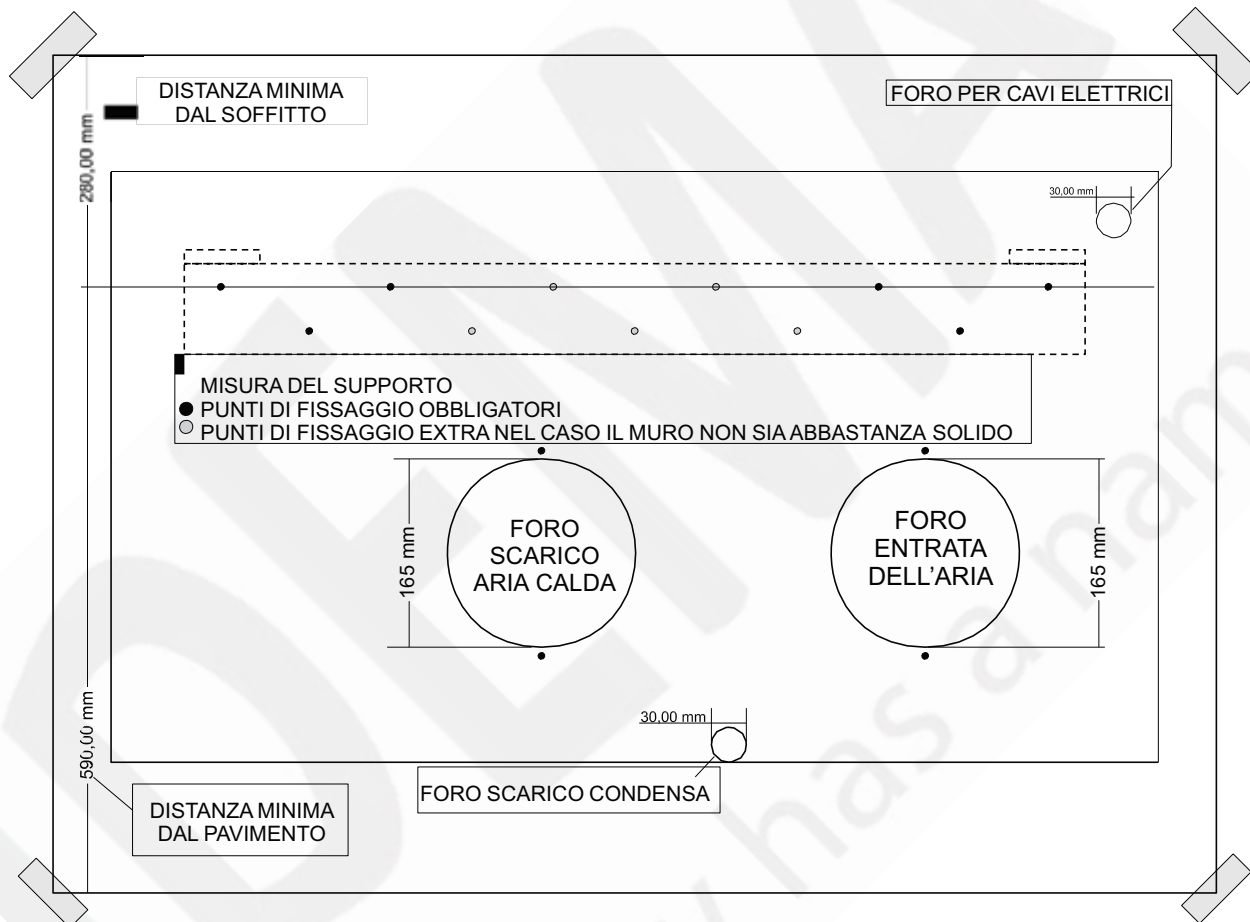 DISTANZA MINIMA
DAL SOFFITTO
FORO PER CAVI ELETTRICI
280,00 mm
30,00 mm
MISURA DEL SUPPORTO
PUNTI DI FISSAGGIO OBBLIGATORI
PUNTI DI FISSAGGIO EXTRA NEL CASO IL MURO NON SIA ABBASTANZA SOLIDO
165 mm
FORO
SCARICO
ARIA CALDA
FORO
ENTRATA
DELL'ARIA
165 mm
590,00 mm
30,00 mm
FORO SCARICO CONDENSA
DISTANZA MINIMA
DAL PAVIMENTO
has a nam